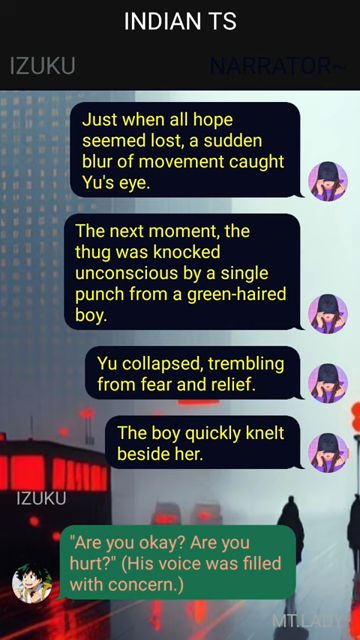 INDIAN TS
IZUKU
NARRATOR~
Just when all hope
seemed lost, a sudden
blur of movement caught
Yu's eye.
The next moment, the
thug was knocked
unconscious by a single
punch from a green-haired
boy.
Yu collapsed, trembling
from fear and relief.
The boy quickly knelt
beside her.
IZUKU
"Are you okay? Are you
hurt?" (His voice was filled
with concern.)
MT.LADY